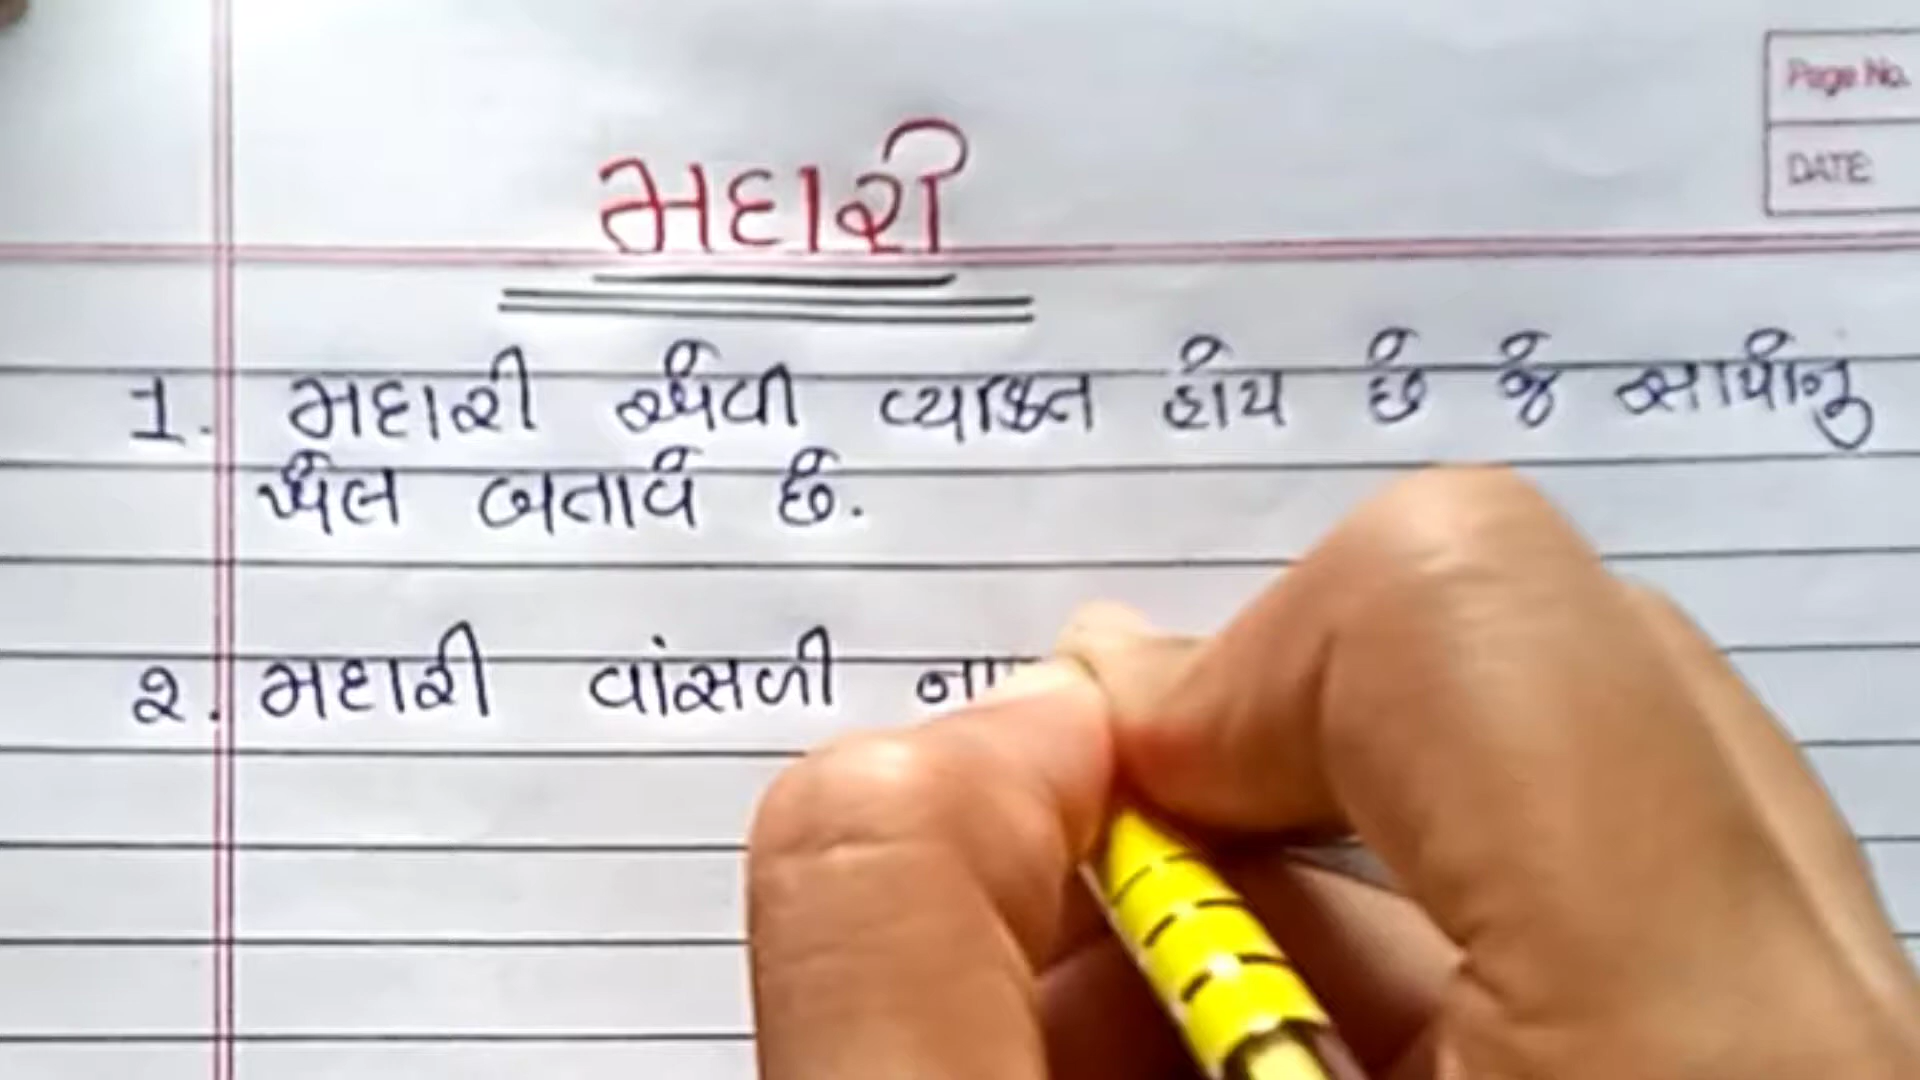 Page No.
DATE
મદારી
1. મદારી એવી વ્યક્તિ હોય છે જે સાપોનુ
ખેલ બતાવે છે.
૨. મદારી વાંસળી